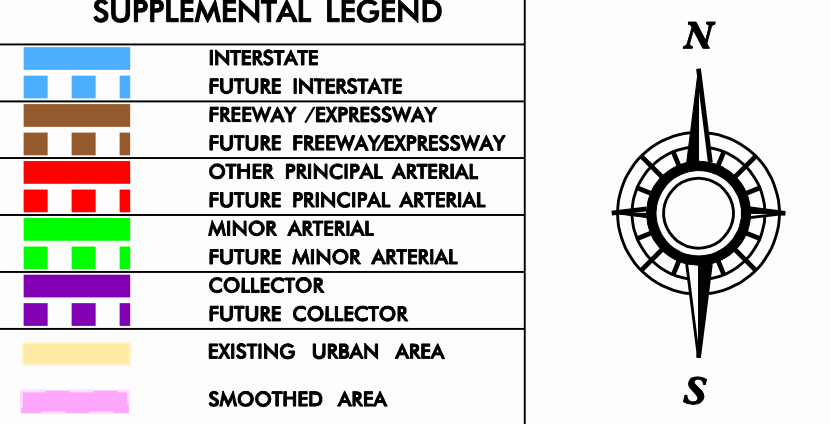 SUPPLEMENTAL LEGEND
INTERSTATE
FUTURE INTERSTATE
FREEWAY /EXPRESSWAY
FUTURE FREEWAY/EXPRESSWAY
OTHER PRINCIPAL ARTERIAL
FUTURE PRINCIPAL ARTERIAL
MINOR ARTERIAL
FUTURE MINOR ARTERIAL
COLLECTOR
FUTURE COLLECTOR
EXISTING URBAN AREA
SMOOTHED AREA
N
S